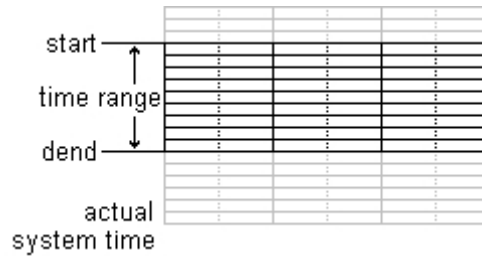 start
time range
dend
actual
system time